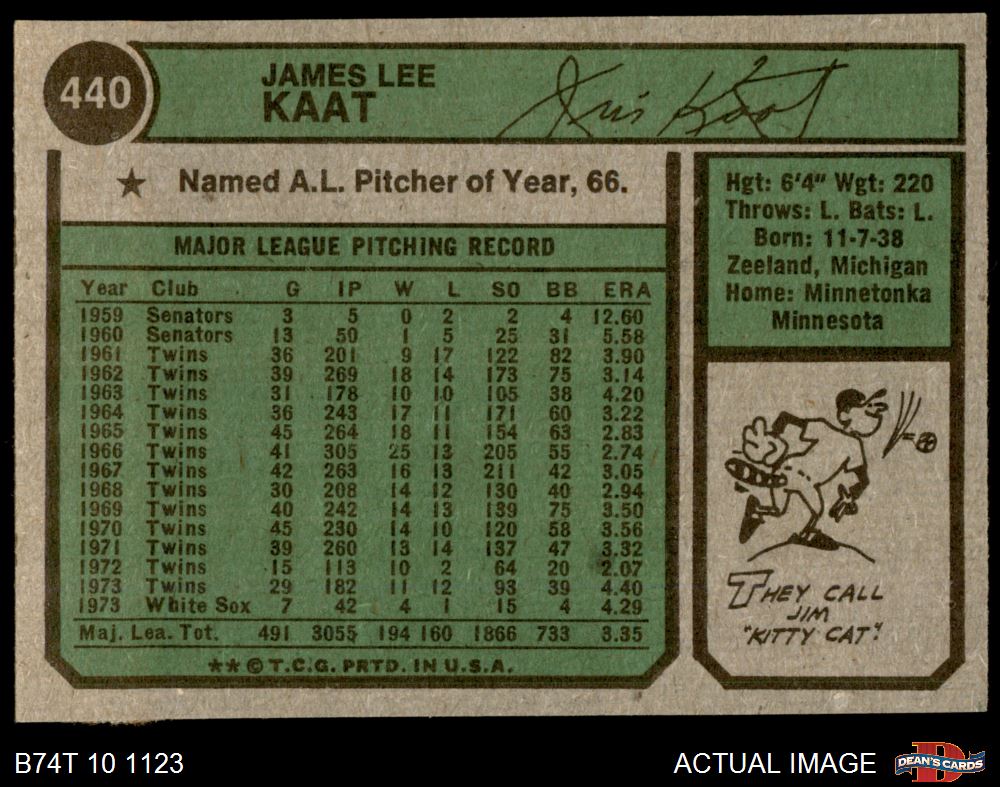 440
JAMES LEE
KAAT
Jim Kaat
★ Named A.L. Pitcher of Year, 66.
MAJOR LEAGUE PITCHING RECORD
Year Club G IP W L SO BB ERA
1959 Senators 3 5 0 2 2 4 12.60
1960 Senators 13 50 1 5 25 31 5.58
1961 Twins 36 201 9 17 122 82 3.90
1962 Twins 39 269 18 14 173 75 3.14
1963 Twins 31 178 10 10 105 38 4.20
1964 Twins 36 243 17 11 171 60 3.22
1965 Twins 45 264 18 11 154 63 2.83
1966 Twins 41 305 25 13 205 55 2.74
1967 Twins 42 263 16 13 211 42 3.05
1968 Twins 30 208 14 12 130 40 2.94
1969 Twins 40 242 14 13 139 75 3.50
1970 Twins 45 230 14 10 120 58 3.56
1971 Twins 39 260 13 14 137 47 3.32
1972 Twins 15 113 10 2 64 20 2.07
1973 Twins 29 182 11 12 93 39 4.40
1973 White Sox 7 42 4 1 15 4 4.29
Maj. Lea. Tot. 491 3055 194 160 1866 733 3.35
★★©T.C.G. PRTD. IN U.S.A.
Hgt: 6'4" Wgt: 220
Throws: L. Bats: L.
Born: 11-7-38
Zeeland, Michigan
Home: Minnetonka
Minnesota
THEY CALL
JIM
"KITTY CAT".
B74T 10 1123
ACTUAL IMAGE
DEAN'S CARDS